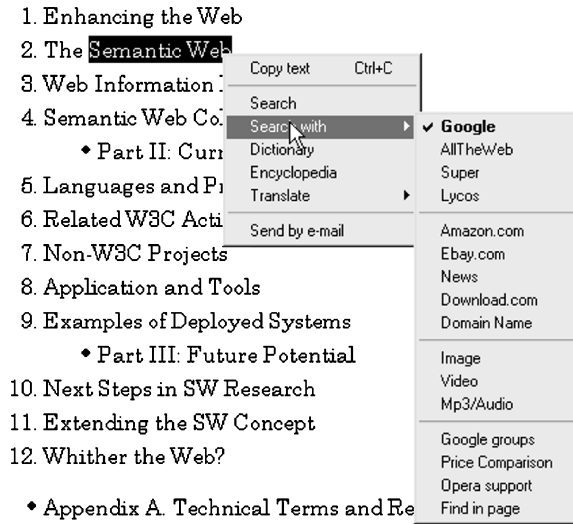 1. Enhancing the Web
2. The Semantic Web
3. Web Information
4. Semantic Web
• Part II:
5. Languages and
6. Related W3C
7. Non-W3C Projects
8. Application and Tools
9. Examples of Deployed Systems
• Part III: Future Potential
10. Next Steps in SW Research
11. Extending the SW Concept
12. Whither the Web?
• Appendix A. Technical Terms and
Copy text Ctrl+C
Search
Search with
Dictionary
Encyclopedia
Translate
Send by e-mail
✓ Google
AllTheWeb
Super
Lycos
Amazon.com
Ebay.com
News
Download.com
Domain Name
Image
Video
Mp3/Audio
Google groups
Price Comparison
Opera support
Find in page